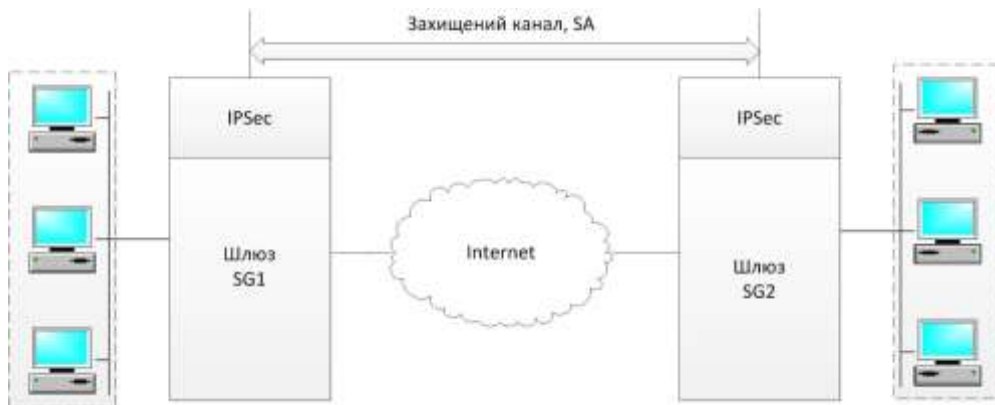 Захищений канал, SA
IPSec
IPSec
Шлюз
SG1
Internet
Шлюз
SG2